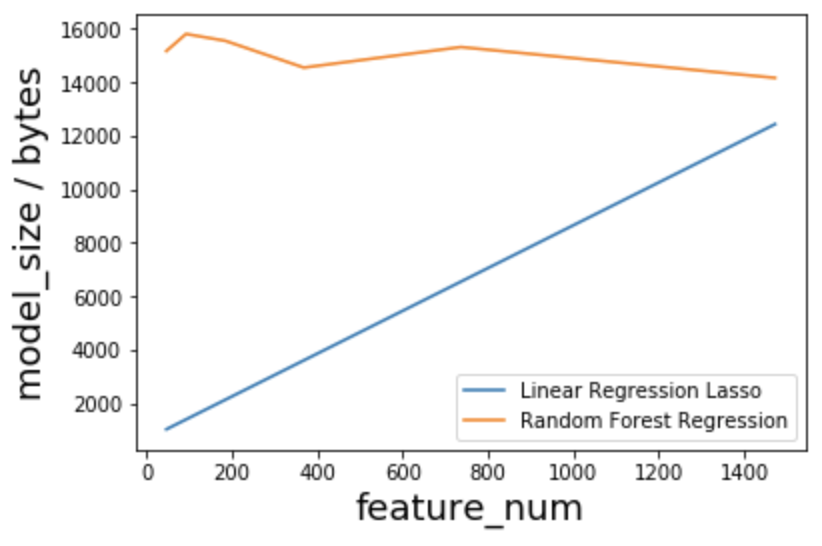 16000
14000
12000
10000
8000
6000
4000
2000
model_size / bytes
Linear Regression Lasso
Random Forest Regression
0 200 400 600 800 1000 1200 1400
feature_num